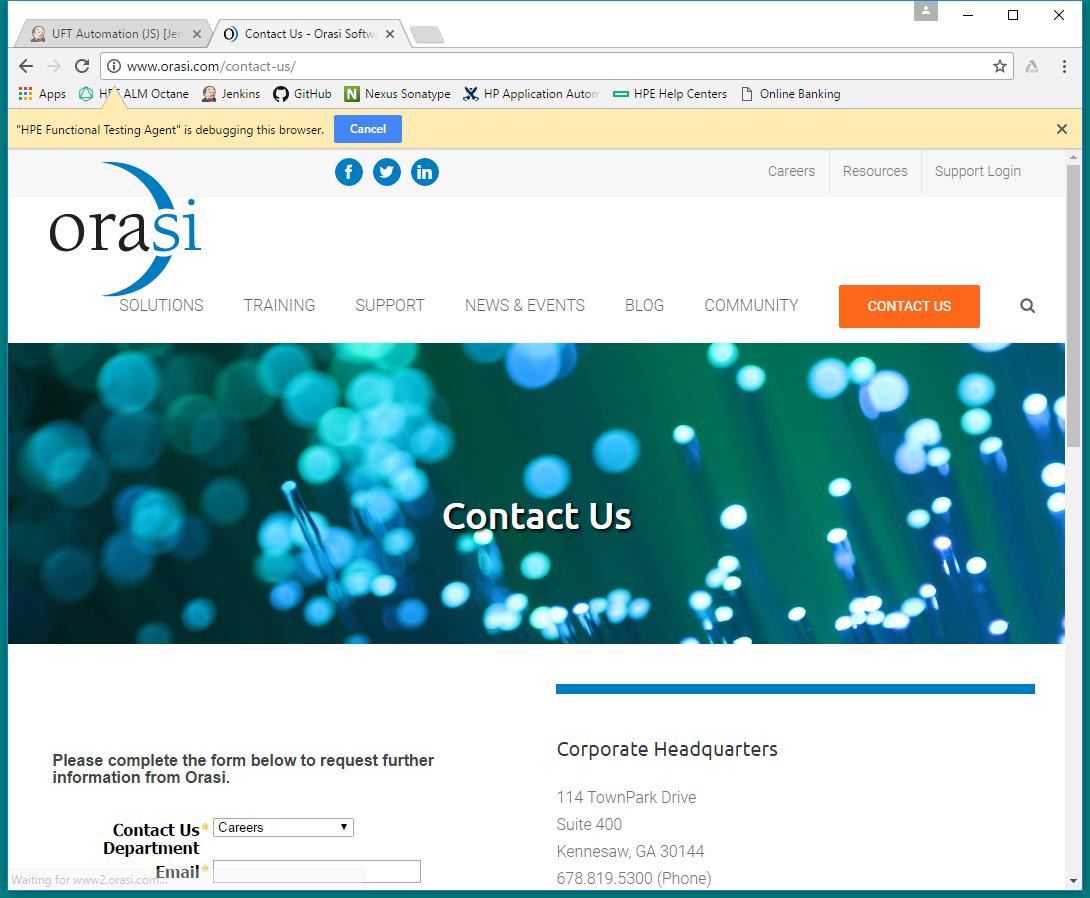 UFT Automation (JS) [Jen
Contact Us - Orasi Softw
www.orasi.com/contact-us/
Apps
HPE ALM Octane
Jenkins
GitHub
Nexus Sonatype
HP Application Autom
HPE Help Centers
Online Banking
"HPE Functional Testing Agent" is debugging this browser.
Cancel
Careers
Resources
Support Login
orasi
SOLUTIONS
TRAINING
SUPPORT
NEWS & EVENTS
BLOG
COMMUNITY
CONTACT US
Contact Us
Please complete the form below to request further
information from Orasi.
Contact Us
Department
Careers
Email
Corporate Headquarters
114 TownPark Drive
Suite 400
Kennesaw, GA 30144
678.819.5300 (Phone)
Waiting for www2.orasi.com...